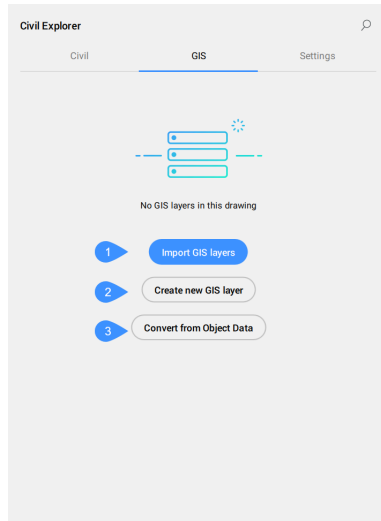 Civil Explorer
Civil GIS Settings
No GIS layers in this drawing
1 Import GIS layers
2 Create new GIS layer
3 Convert from Object Data